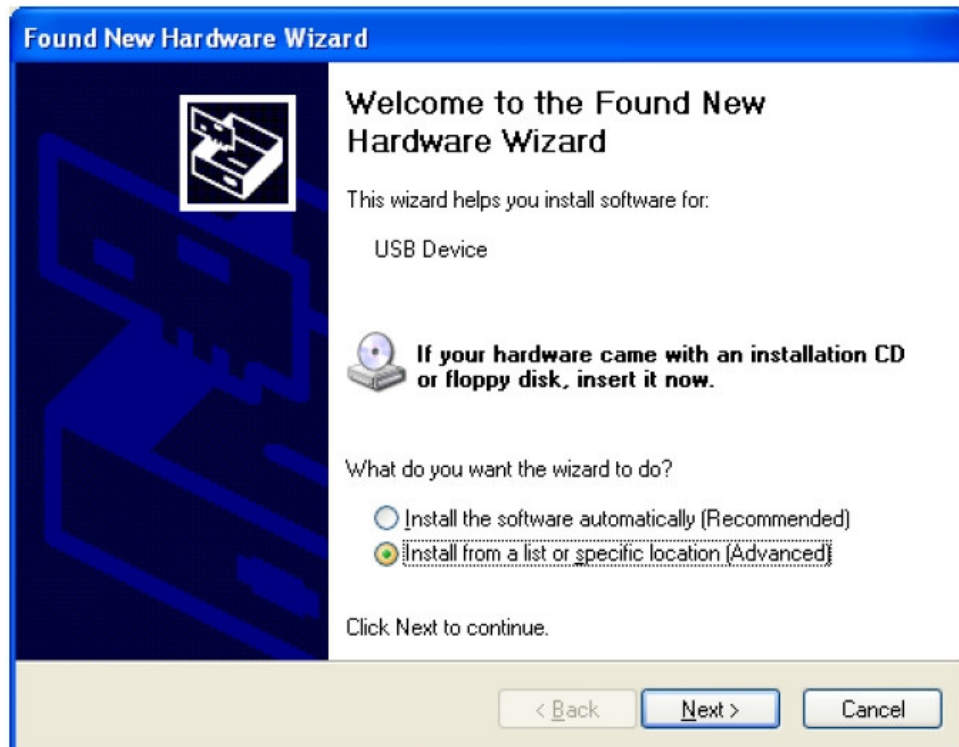 Found New Hardware Wizard
Welcome to the Found New
Hardware Wizard
This wizard helps you install software for:
USB Device
If your hardware came with an installation CD
or floppy disk, insert it now.
What do you want the wizard to do?
Install the software automatically (Recommended)
Install from a list or specific location (Advanced)
Click Next to continue.
< Back Next > Cancel